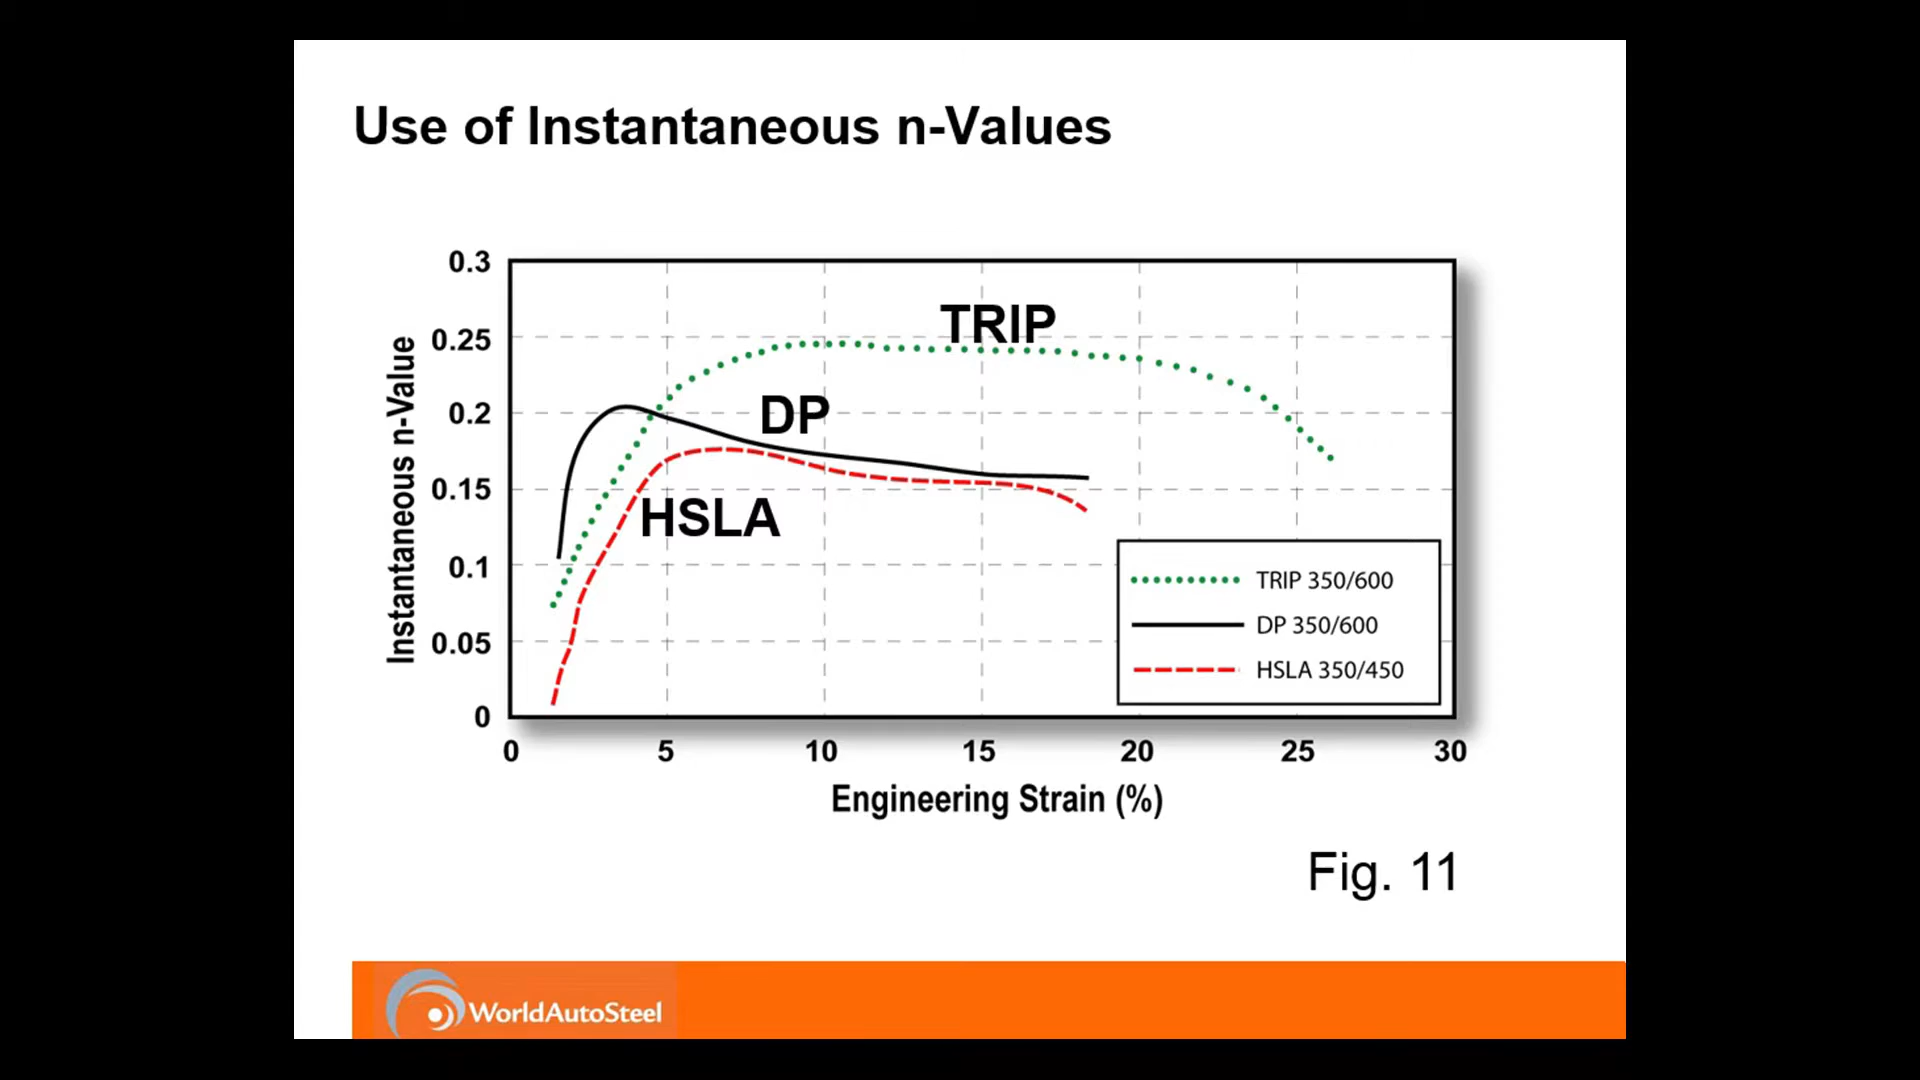 Use of Instantaneous n-Values
0.3
0.25
0.2
0.15
0.1
0.05
0
Instantaneous n-Value
TRIP
DP
HSLA
TRIP 350/600
DP 350/600
HSLA 350/450
0 5 10 15 20 25 30
Engineering Strain (%)
Fig. 11
WorldAutoSteel